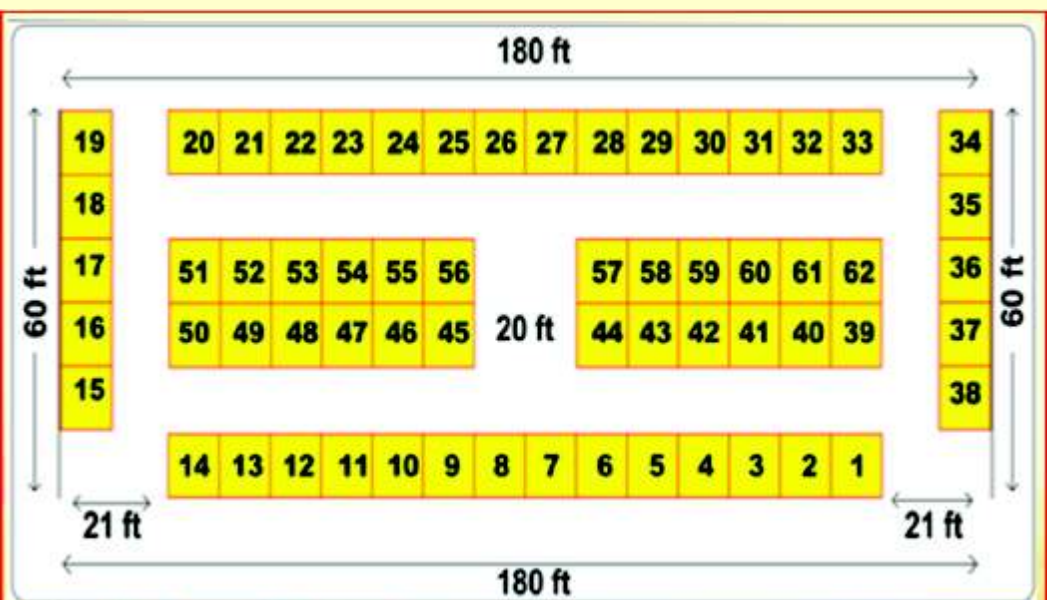 180 ft
19 20 21 22 23 24 25 26 27 28 29 30 31 32 33 34
18 35
17 51 52 53 54 55 56 57 58 59 60 61 62 36
60 ft 60 ft
16 50 49 48 47 46 45 20 ft 44 43 42 41 40 39 37
15 38
14 13 12 11 10 9 8 7 6 5 4 3 2 1
21 ft 21 ft
180 ft